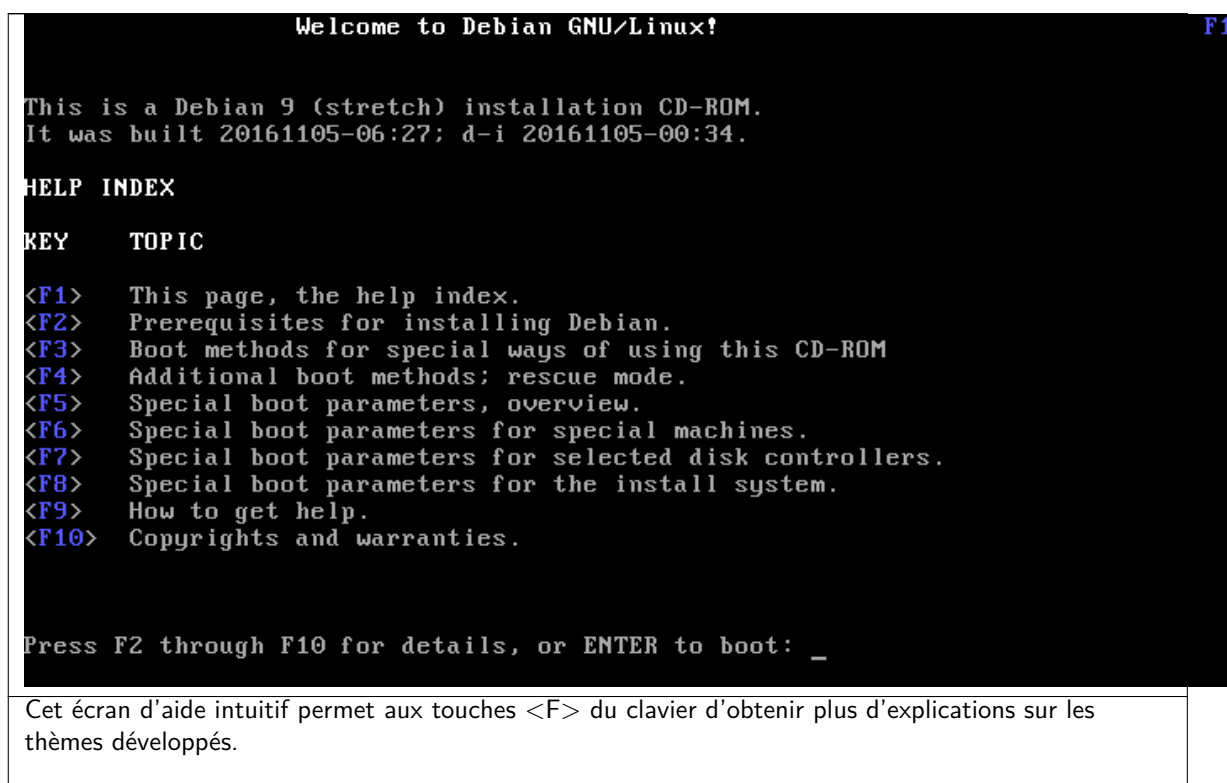 Welcome to Debian GNU/Linux! F1
This is a Debian 9 (stretch) installation CD-ROM.
It was built 20161105-06:27; d-i 20161105-00:34.
HELP INDEX
KEY TOPIC
<F1> This page, the help index.
<F2> Prerequisites for installing Debian.
<F3> Boot methods for special ways of using this CD-ROM
<F4> Additional boot methods; rescue mode.
<F5> Special boot parameters, overview.
<F6> Special boot parameters for special machines.
<F7> Special boot parameters for selected disk controllers.
<F8> Special boot parameters for the install system.
<F9> How to get help.
<F10> Copyrights and warranties.
Press F2 through F10 for details, or ENTER to boot: _
Cet écran d'aide intuitif permet aux touches <F> du clavier d'obtenir plus d'explications sur les
thèmes développés.